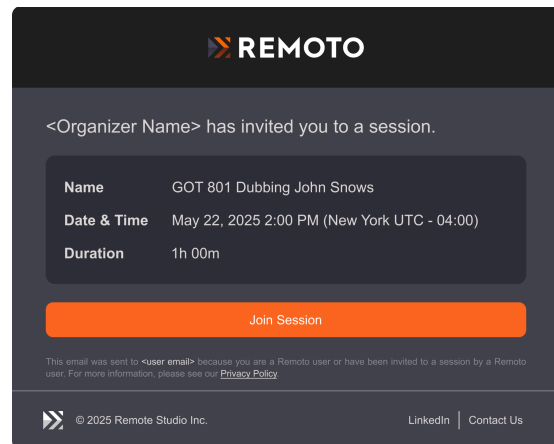 REMOTO
<Organizer Name> has invited you to a session.
Name GOT 801 Dubbing John Snows
Date & Time May 22, 2025 2:00 PM (New York UTC - 04:00)
Duration 1h 00m
Join Session
This email was sent to <user email> because you are a Remoto user or have been invited to a session by a Remoto
user. For more information, please see our Privacy Policy
© 2025 Remote Studio Inc. LinkedIn | Contact Us